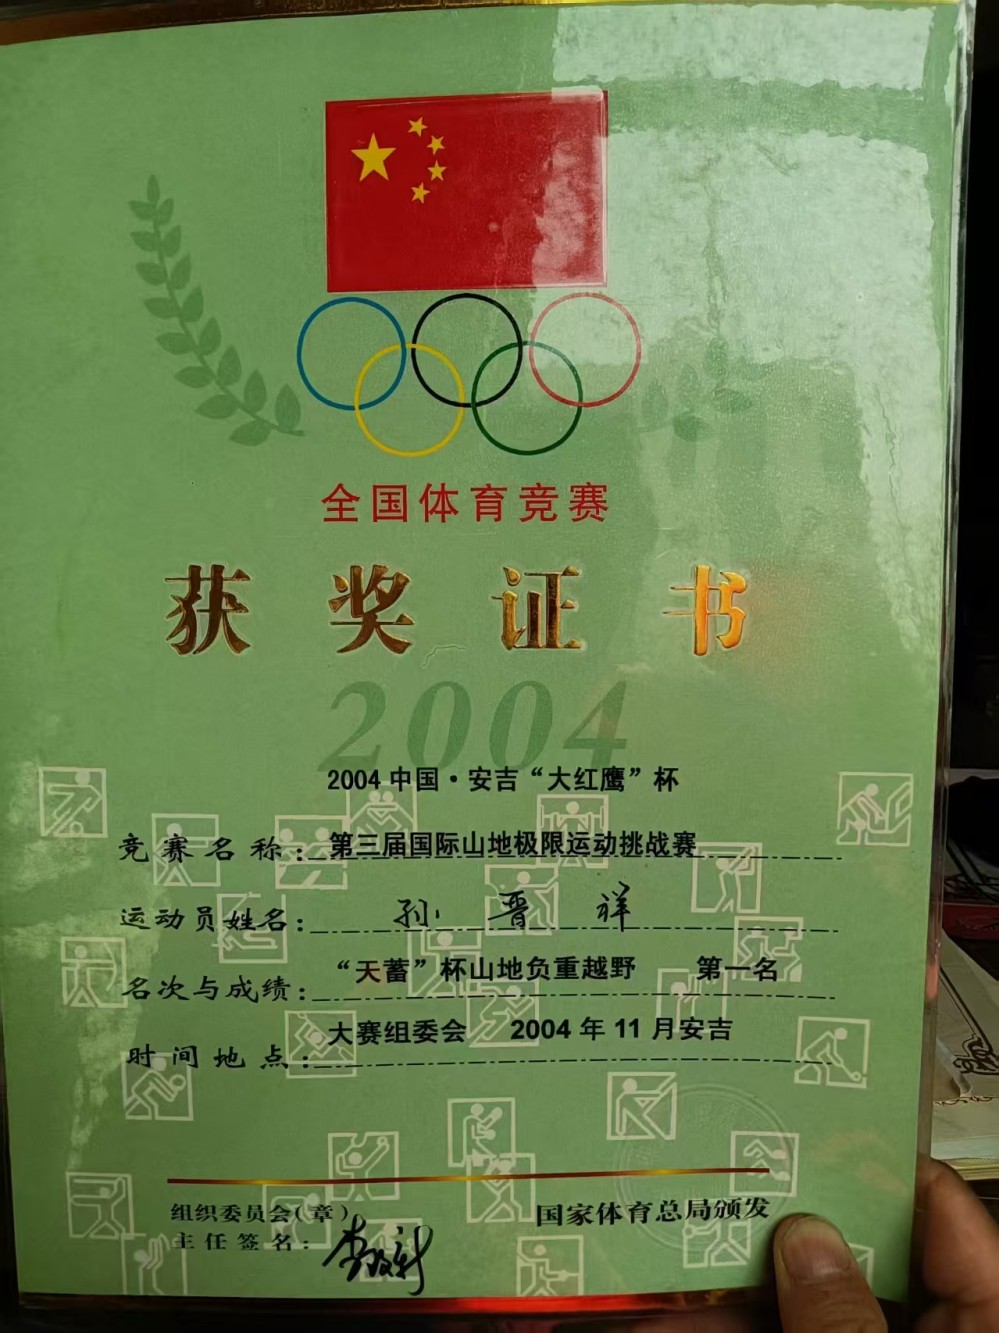 全国体育竞赛
获奖证书
2004
2004 中国·安吉“大红鹰”杯
竞赛名称：第三届国际山地极限运动挑战赛
运动员姓名：孙晋祥
名次与成绩：“天蓄”杯山地负重越野 第一名
大赛组委会 2004 年 11 月安吉
时间地点：
组织委员会(章)
国家体育总局颁发
主任签名：